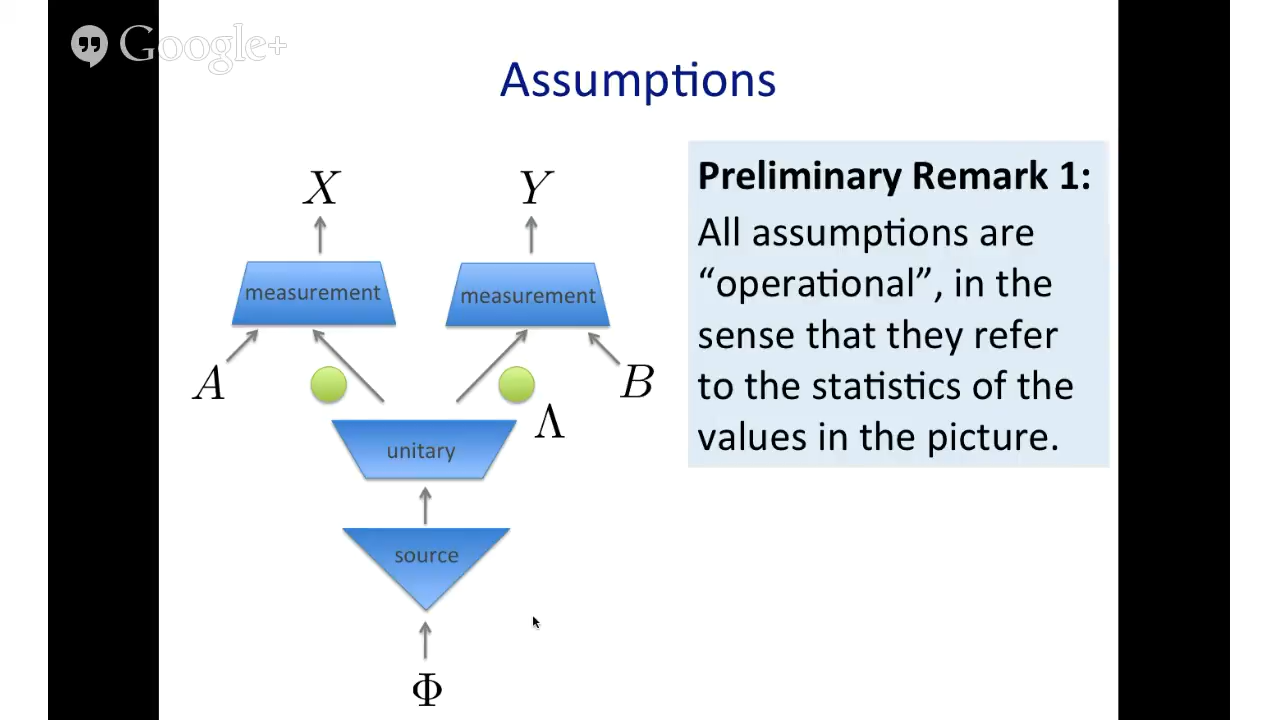 Google+
Assumptions
X
Y
measurement
measurement
A
B
Λ
unitary
source
Φ
Preliminary Remark 1:
All assumptions are
“operational”, in the
sense that they refer
to the statistics of the
values in the picture.